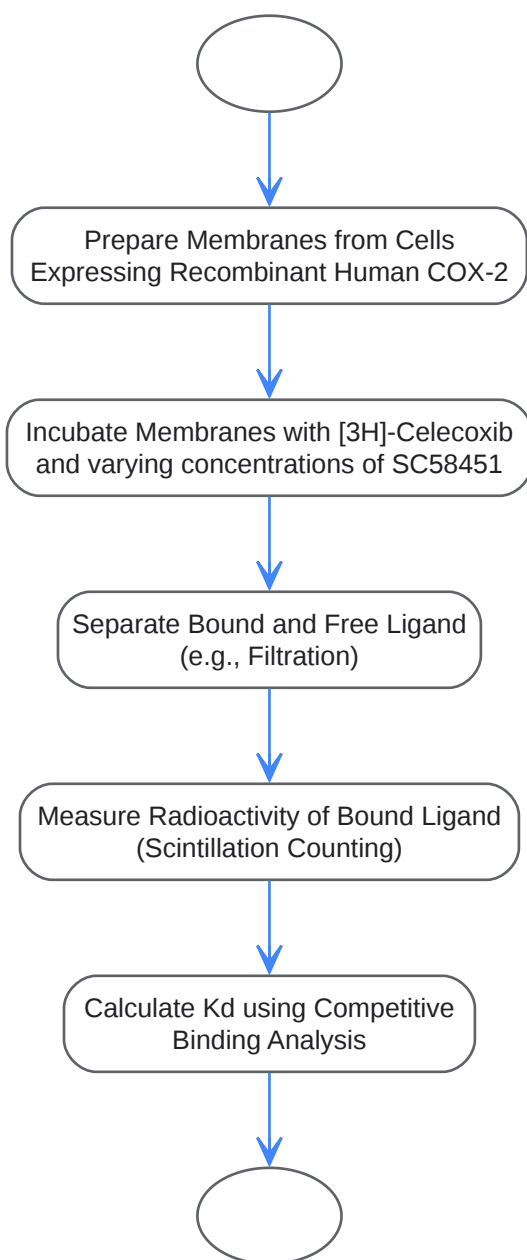 Prepare Membranes from Cells
Expressing Recombinant Human COX-2
Incubate Membranes with [3H]-Celecoxib
and varying concentrations of SC58451
Separate Bound and Free Ligand
(e.g., Filtration)
Measure Radioactivity of Bound Ligand
(Scintillation Counting)
Calculate Kd using Competitive
Binding Analysis